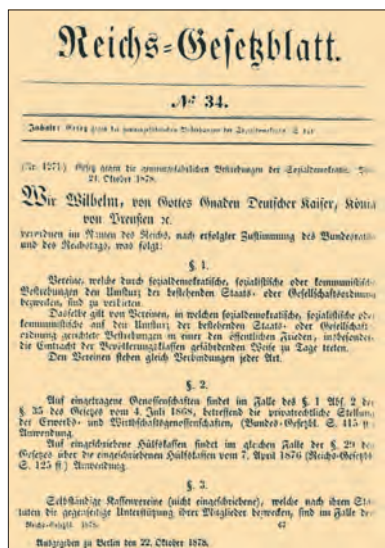 Reichs-Gesetzblatt.
№ 34.
Inhalt: Gesetz gegen die gemeingefährlichen Bestrebungen der Sozialdemokratie. S.
(Nr. 1271.) Gesetz gegen die gemeingefährlichen Bestrebungen der Sozialdemokratie. Vom
21. Oktober 1878.
Wir Wilhelm, von Gottes Gnaden Deutscher Kaiser, König
von Preußen ꝛc.
verordnen im Namen des Reichs, nach erfolgter Zustimmung des Bundesraths
und des Reichstags, was folgt:
§. 1.
Vereine, welche durch sozialdemokratische, sozialistische oder kommunistische
Bestrebungen den Umsturz der bestehenden Staats- oder Gesellschaftsordnung
bezwecken, sind zu verbieten.
Dasselbe gilt von Vereinen, in welchen sozialdemokratische, sozialistische oder
kommunistische auf den Umsturz der bestehenden Staats- oder Gesellschafts-
ordnung gerichtete Bestrebungen in einer den öffentlichen Frieden, insbesondere
die Eintracht der Bevölkerungsklassen gefährdenden Weise zu Tage treten.
Den Vereinen stehen gleich Verbindungen jeder Art.
§. 2.
Auf eingetragene Genossenschaften findet im Falle des §. 1 Abs. 2 der
§. 35 des Gesetzes vom 4. Juli 1868, betreffend die privatrechtliche Stellung
der Erwerbs- und Wirthschaftsgenossenschaften, (Bundes-Gesetzbl. S. 415 ff.)
Anwendung.
Auf eingeschriebene Hülfskassen findet im gleichen Falle der §. 29 des
Gesetzes über die eingeschriebenen Hülfskassen vom 7. April 1876 (Reichs-Gesetzbl.
S. 125 ff.) Anwendung.
§. 3.
Selbständige Kassenvereine (nicht eingeschriebene), welche nach ihren Sta-
tuten die gegenseitige Unterstützung ihrer Mitglieder bezwecken, sind im Falle des
Reichs-Gesetzbl. 1878. 67
Ausgegeben zu Berlin den 22. Oktober 1878.